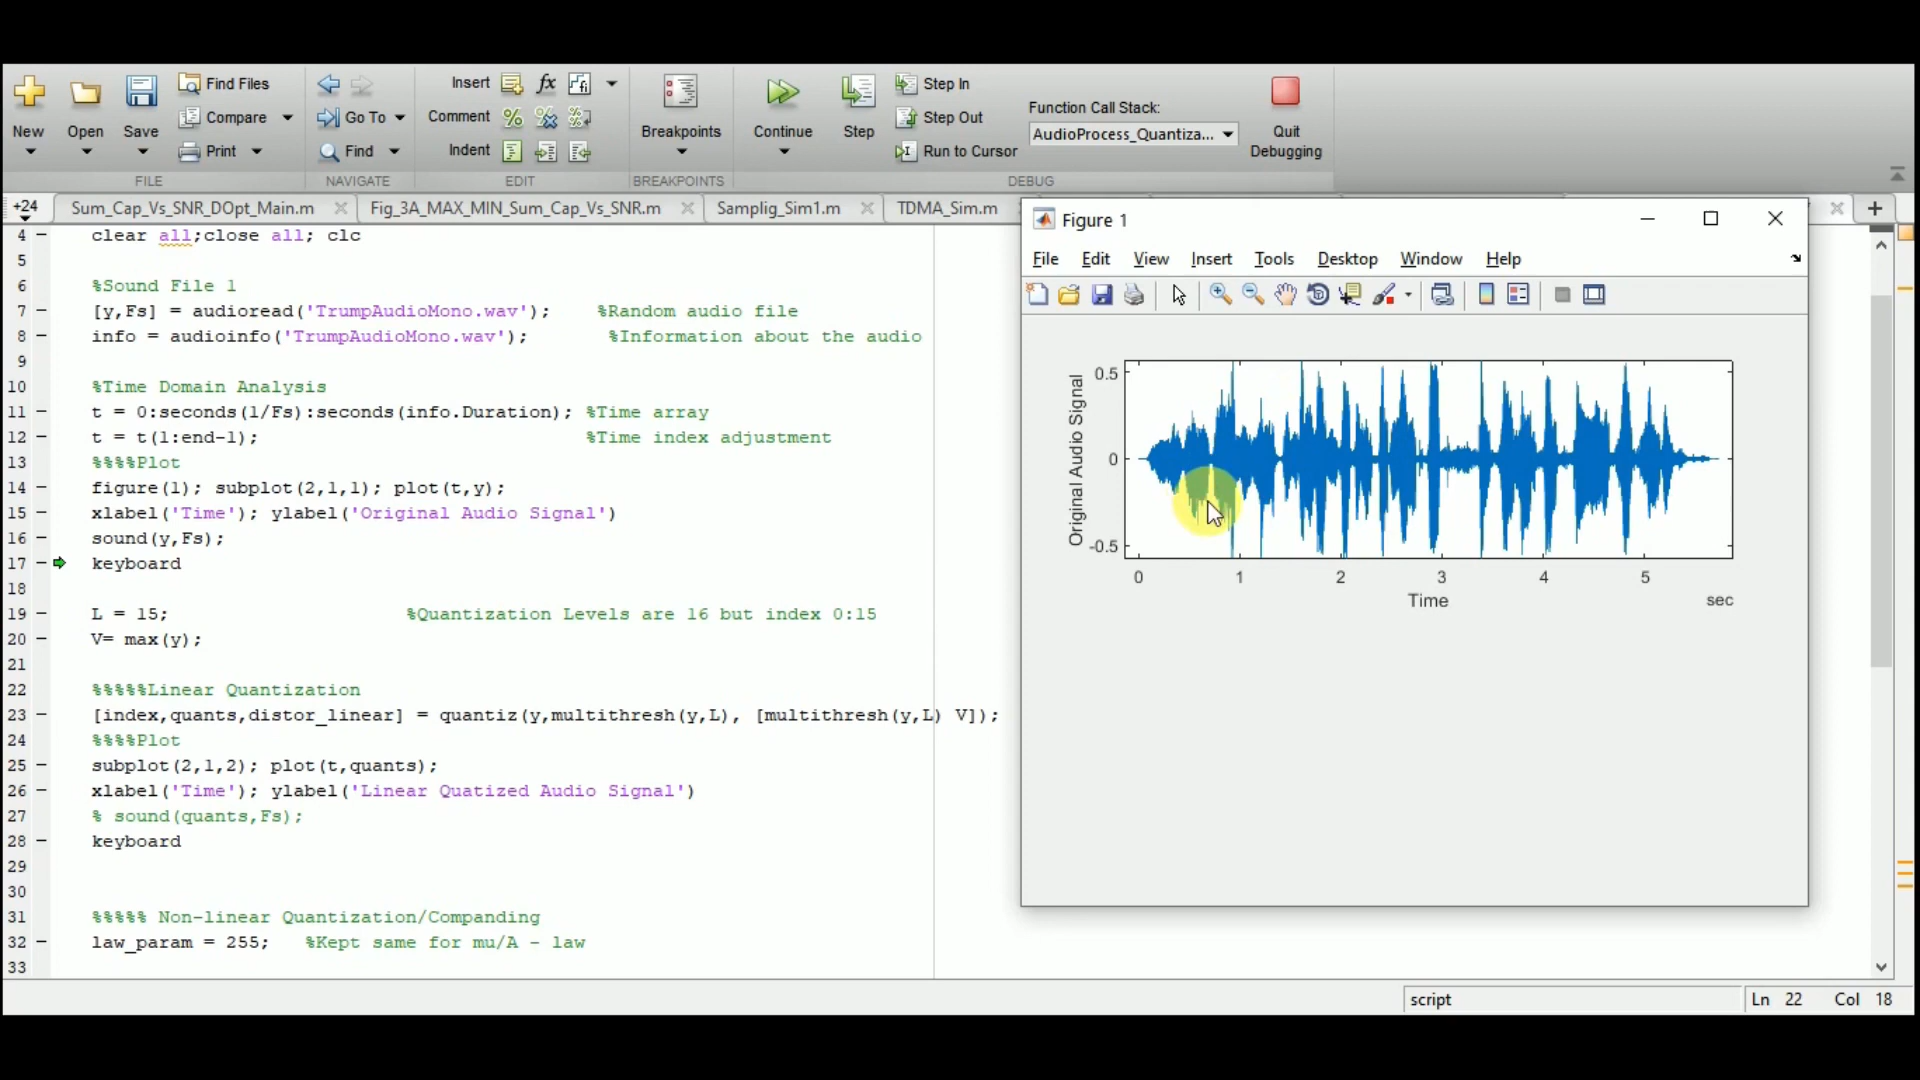 New
Open
Save
Find Files
Compare
Print
FILE
Go To
Find
NAVIGATE
Insert
fx
Comment
Indent
EDIT
Breakpoints
BREAKPOINTS
Continue
Step
Step In
Step Out
Run to Cursor
Function Call Stack:
AudioProcess_Quantiza...
Quit
Debugging
DEBUG
+24
Sum_Cap_Vs_SNR_DOpt_Main.m
Fig_3A_MAX_MIN_Sum_Cap_Vs_SNR.m
Samplig_Sim1.m
TDMA_Sim.m
4 clear all;close all; clc
5
6 %Sound File 1
7 [y,Fs] = audioread('TrumpAudioMono.wav'); %Random audio file
8 info = audioinfo('TrumpAudioMono.wav'); %Information about the audio
9
10 %Time Domain Analysis
11 t = 0:seconds(1/Fs):seconds(info.Duration); %Time array
12 t = t(1:end-1); %Time index adjustment
13 %%%%Plot
14 figure(1); subplot(2,1,1); plot(t,y);
15 xlabel('Time'); ylabel('Original Audio Signal')
16 sound(y,Fs);
17 keyboard
18
19 L = 15; %Quantization Levels are 16 but index 0:15
20 V= max(y);
21
22 %%%%%Linear Quantization
23 [index,quants,distor_linear] = quantiz(y,multithresh(y,L), [multithresh(y,L) V]);
24 %%%%Plot
25 subplot(2,1,2); plot(t,quants);
26 xlabel('Time'); ylabel('Linear Quatized Audio Signal')
27 % sound(quants,Fs);
28 keyboard
29
30
31 %%%%% Non-linear Quantization/Companding
32 law_param = 255; %Kept same for mu/A - law
33
Figure 1
File Edit View Insert Tools Desktop Window Help
Original Audio Signal
0.5
0
-0.5
0 1 2 3 4 5
Time
sec
script
Ln 22 Col 18